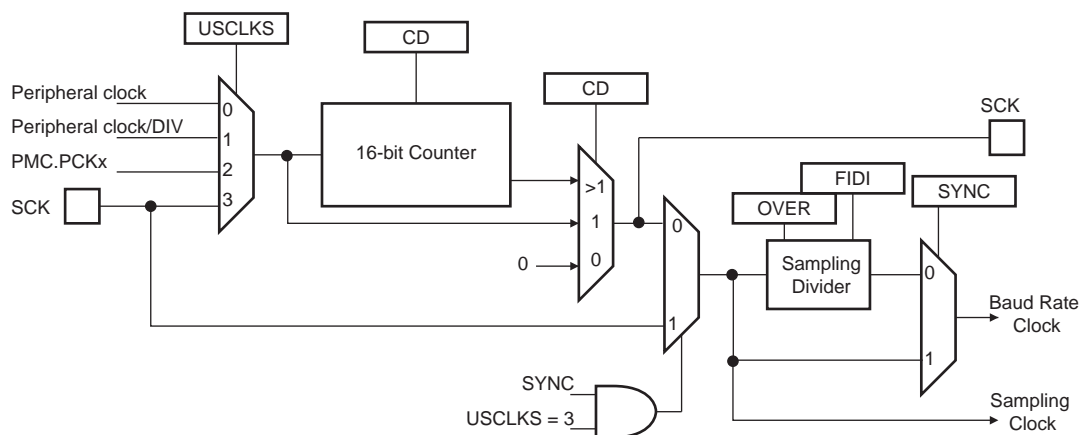 USCLKS
CD
CD
SCK
Peripheral clock
Peripheral clock/DIV
PMC.PCKx
SCK
0
1
2
3
16-bit Counter
>1
1
0
0
FIDI
OVER
SYNC
0
1
Sampling
Divider
0
1
Baud Rate
Clock
SYNC
USCLKS = 3
Sampling
Clock